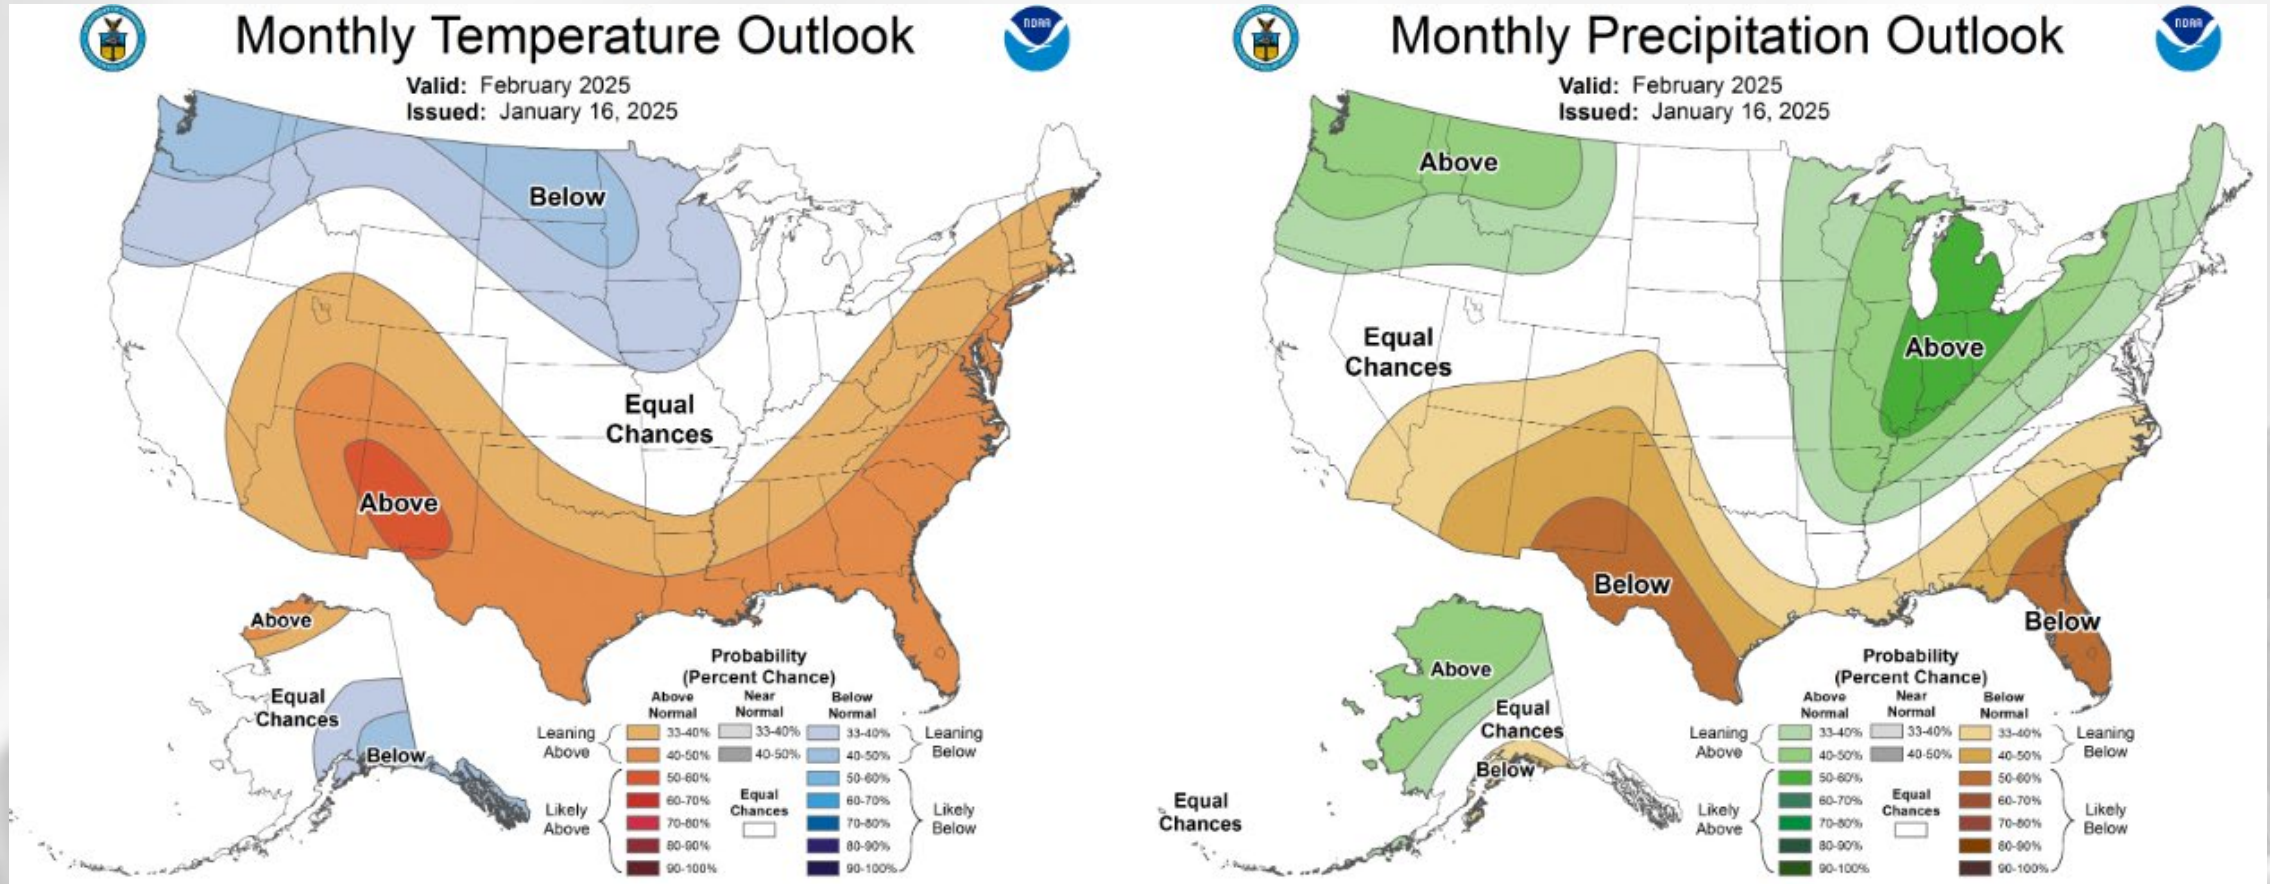 Monthly Temperature Outlook
NOAA
Valid: February 2025
Issued: January 16, 2025
Below
Equal
Chances
Above
Above
Equal
Chances
Below
Probability
(Percent Chance)
Above
Normal
Near
Normal
Below
Normal
Leaning
Above
33-40%
33-40%
33-40%
Leaning
Below
40-50%
40-50%
40-50%
50-60%
50-60%
Likely
Above
60-70%
Equal
Chances
60-70%
Likely
Below
70-80%
70-80%
80-90%
80-90%
90-100%
90-100%
Monthly Precipitation Outlook
NOAA
Valid: February 2025
Issued: January 16, 2025
Above
Equal
Chances
Above
Below
Below
Above
Equal
Chances
Below
Equal
Chances
Probability
(Percent Chance)
Above
Normal
Near
Normal
Below
Normal
Leaning
Above
33-40%
33-40%
33-40%
Leaning
Below
40-50%
40-50%
40-50%
50-60%
50-60%
Likely
Above
60-70%
Equal
Chances
60-70%
Likely
Below
70-80%
70-80%
80-90%
80-90%
90-100%
90-100%